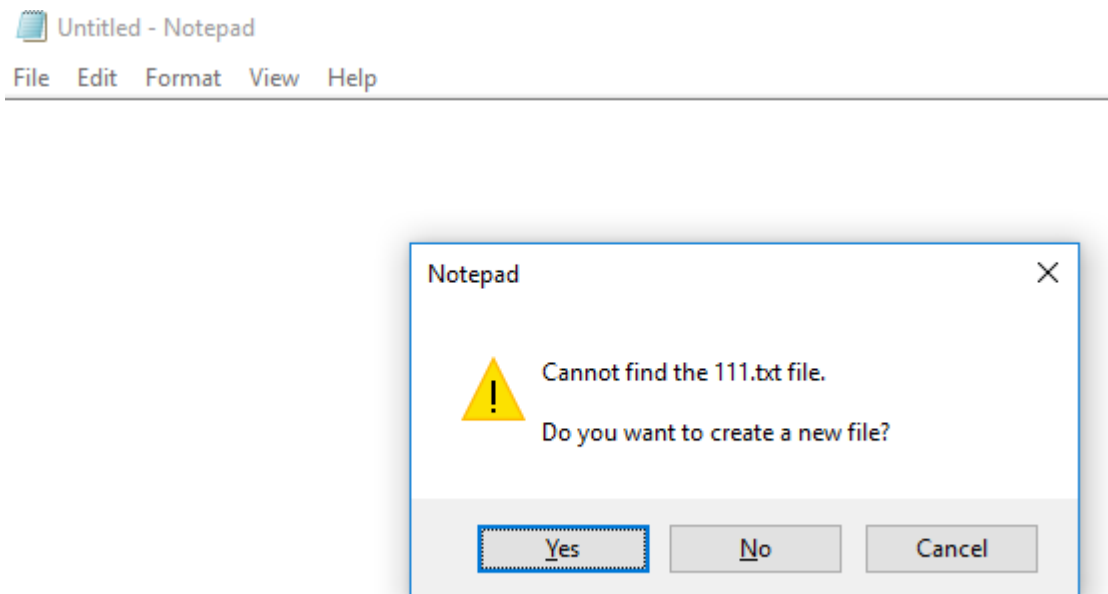 Untitled - Notepad
File Edit Format View Help
Notepad
Cannot find the 111.txt file.
Do you want to create a new file?
Yes No Cancel